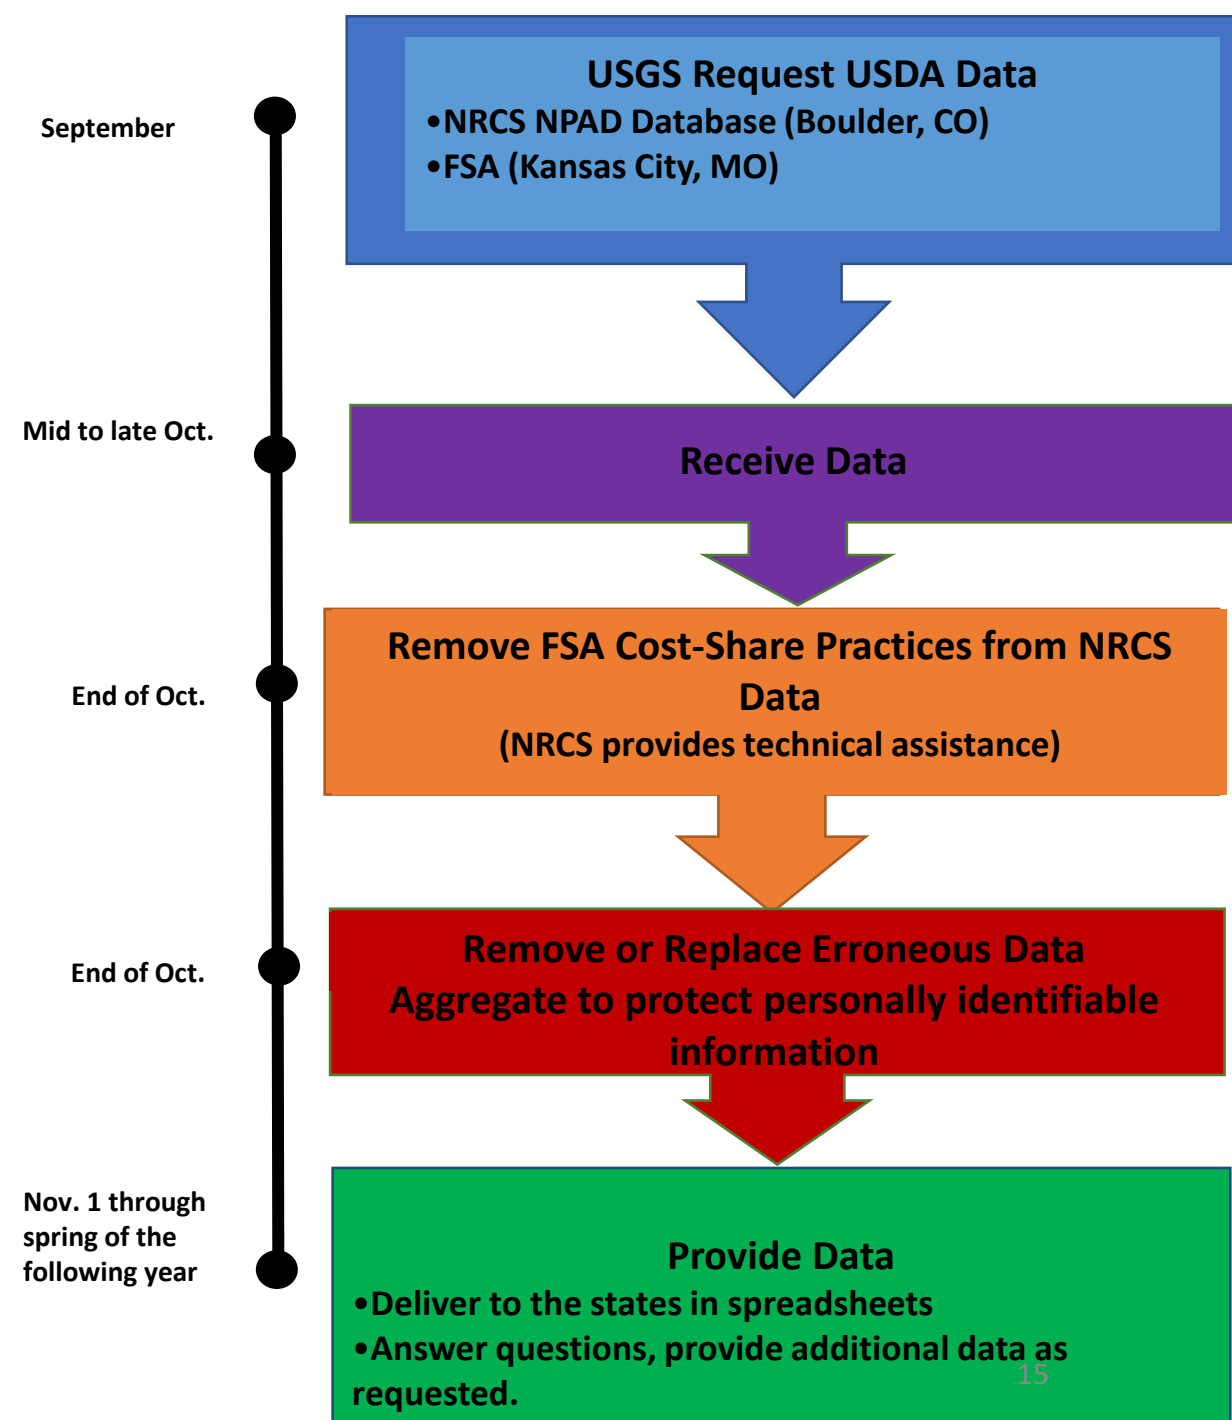 September
USGS Request USDA Data
•NRCS NPAD Database (Boulder, CO)
•FSA (Kansas City, MO)
Mid to late Oct.
Receive Data
End of Oct.
Remove FSA Cost-Share Practices from NRCS
Data
(NRCS provides technical assistance)
End of Oct.
Remove or Replace Erroneous Data
Aggregate to protect personally identifiable
information
Nov. 1 through
spring of the
following year
Provide Data
•Deliver to the states in spreadsheets
•Answer questions, provide additional data as
requested.
15